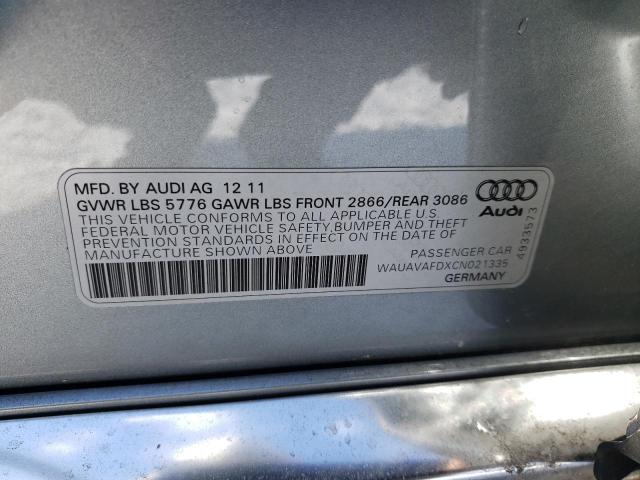 MFD. BY AUDI AG 12 11
GVWR LBS 5776 GAWR LBS FRONT 2866/REAR 3086
THIS VEHICLE CONFORMS TO ALL APPLICABLE U.S.
FEDERAL MOTOR VEHICLE SAFETY,BUMPER AND THEFT
PREVENTION STANDARDS IN EFFECT ON THE DATE OF
MANUFACTURE SHOWN ABOVE
Audi
PASSENGER CAR
WAUAVAFDXCN021335
GERMANY
4933573